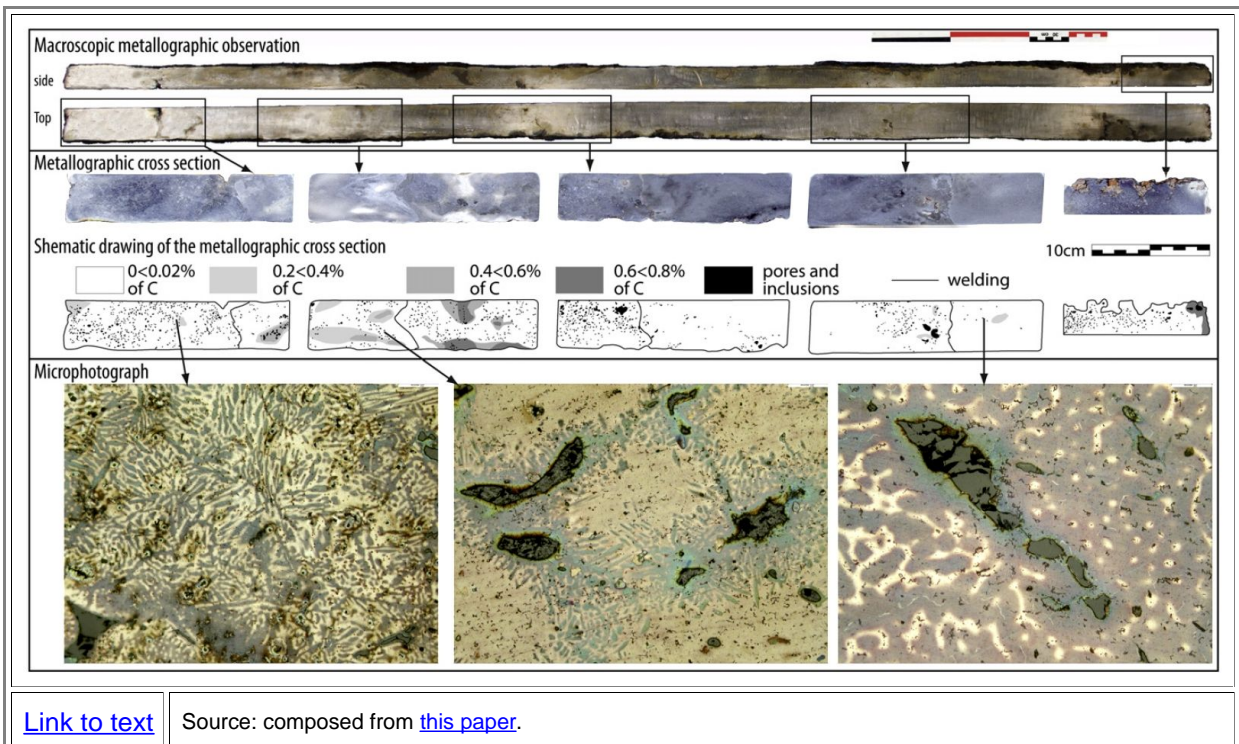 Macroscopic metallographic observation
side
Top
Metallographic cross section
Shematic drawing of the metallographic cross section
10cm
0<0.02%
of C
0.2<0.4%
of C
0.4<0.6%
of C
0.6<0.8%
of C
pores and
inclusions
welding
Microphotograph
Link to text
Source: composed from this paper.